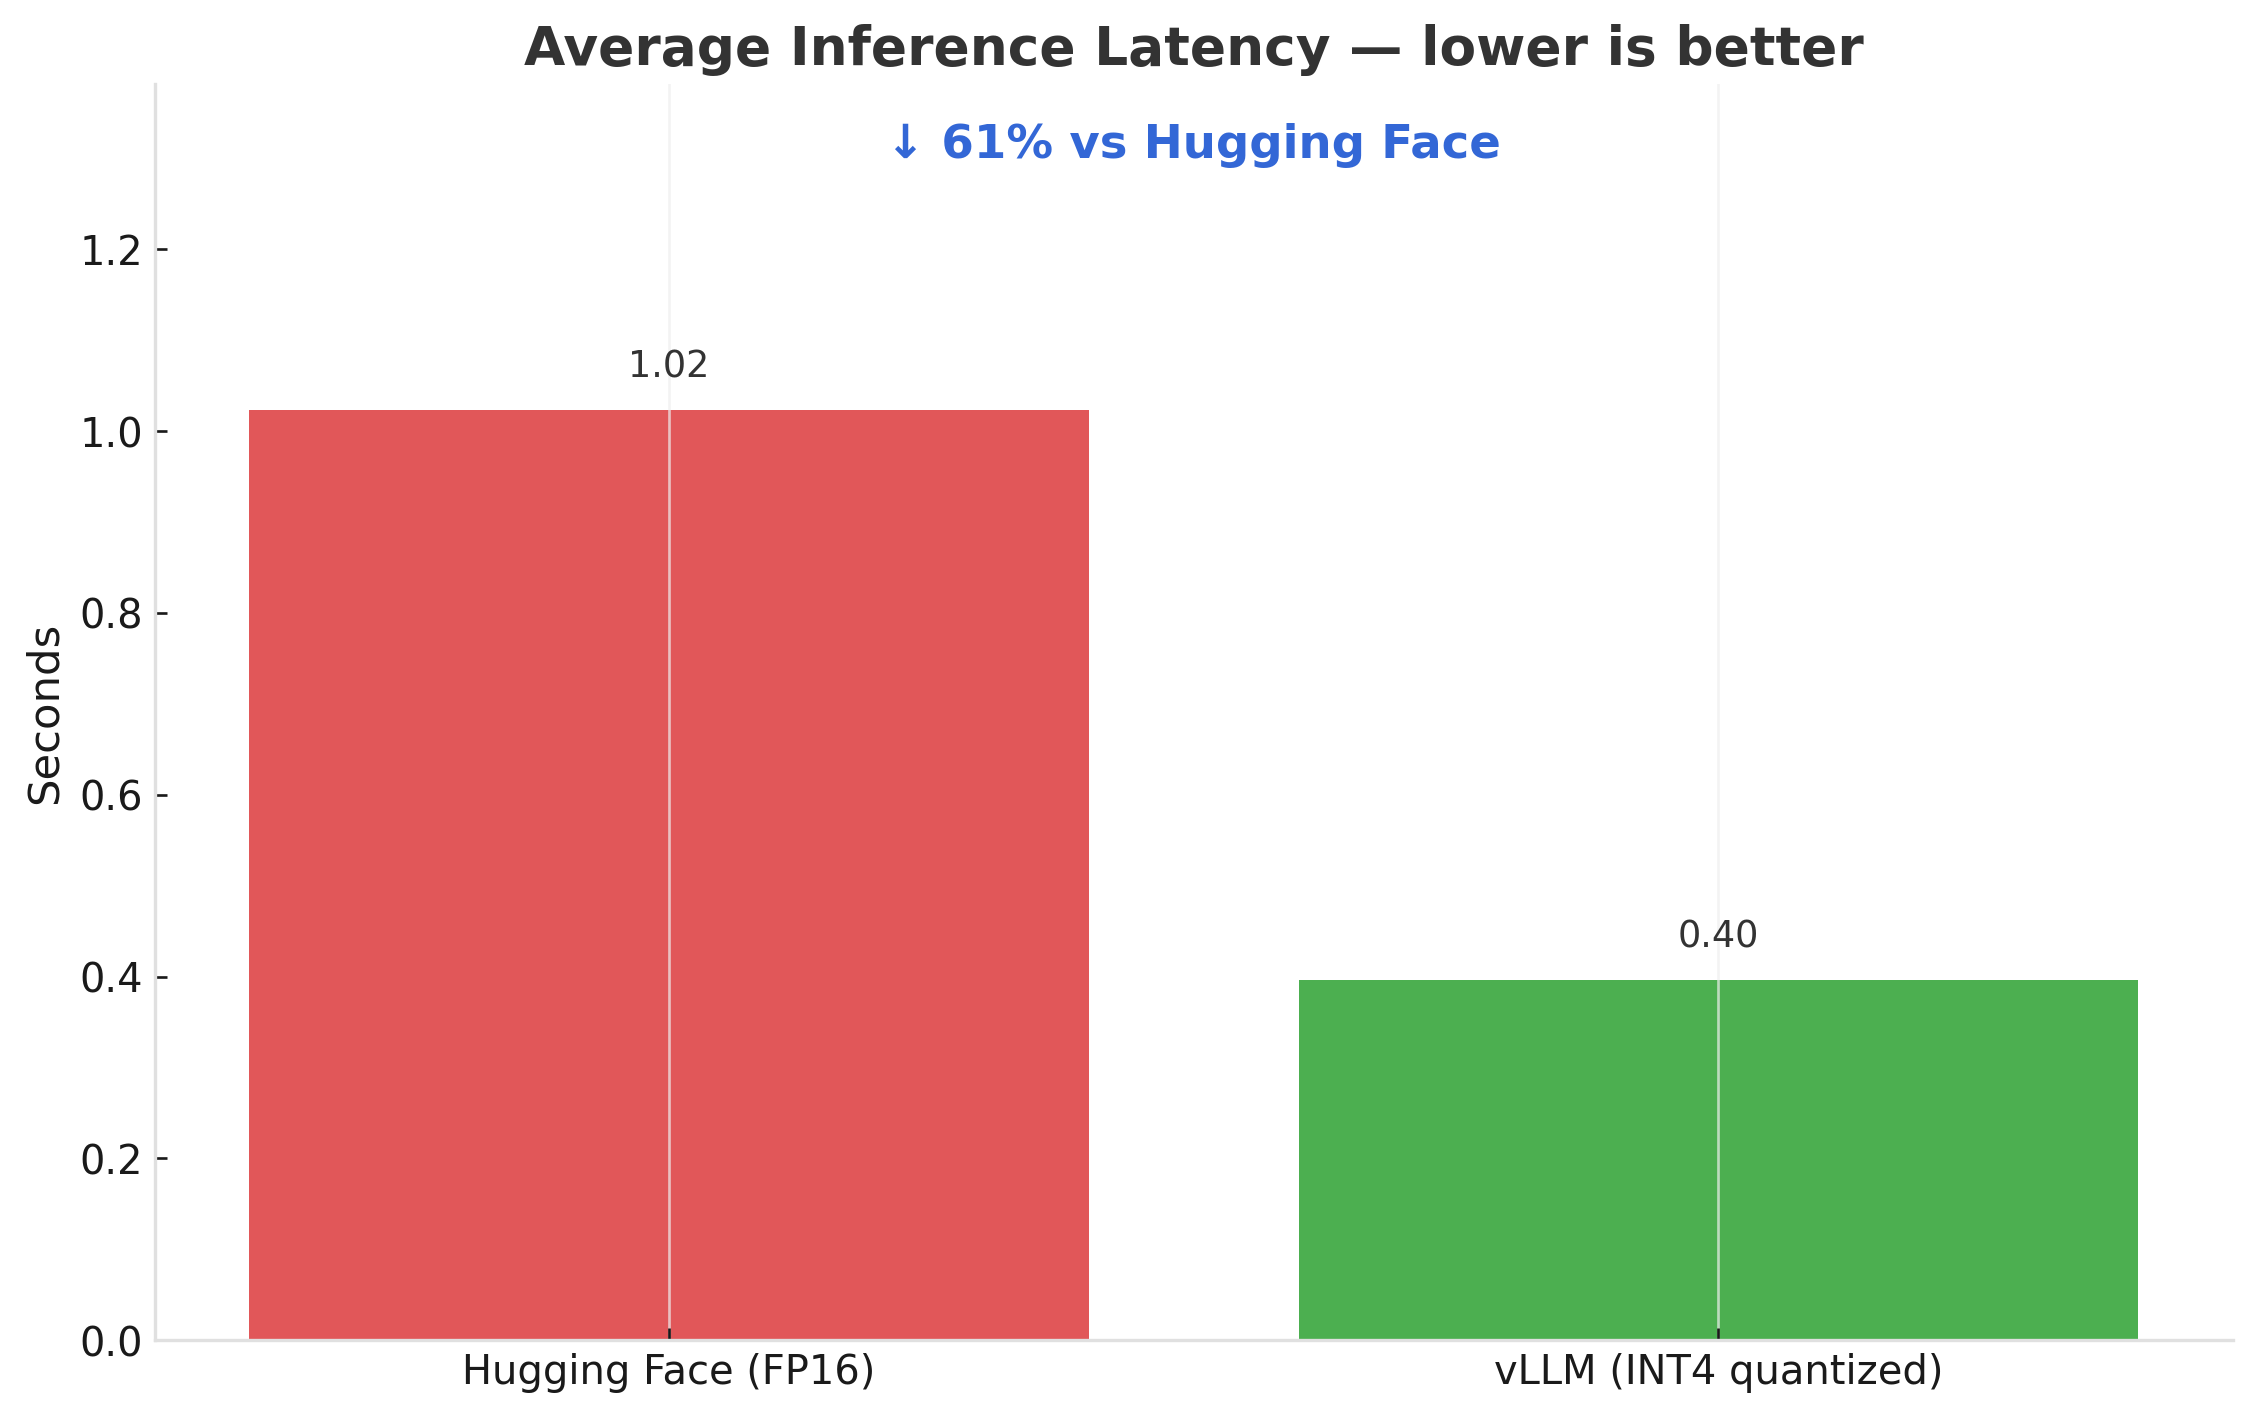 Average Inference Latency — lower is better
↓ 61% vs Hugging Face
Seconds
1.2
1.0
0.8
0.6
0.4
0.2
0.0
1.02
0.40
Hugging Face (FP16)
vLLM (INT4 quantized)